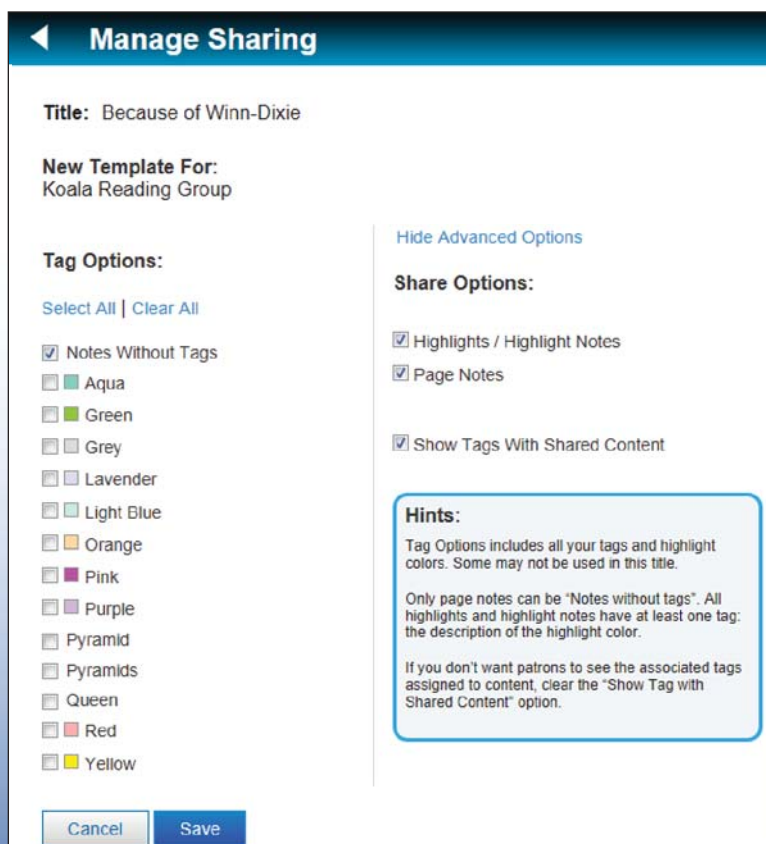 Manage Sharing
Title: Because of Winn-Dixie
New Template For:
Koala Reading Group
Tag Options:
Select All | Clear All
Notes Without Tags
Aqua
Green
Grey
Lavender
Light Blue
Orange
Pink
Purple
Pyramid
Pyramids
Queen
Red
Yellow
Cancel
Save
Hide Advanced Options
Share Options:
Highlights / Highlight Notes
Page Notes
Show Tags With Shared Content
Hints:
Tag Options includes all your tags and highlight
colors. Some may not be used in this title.
Only page notes can be “Notes without tags”. All
highlights and highlight notes have at least one tag:
the description of the highlight color.
If you don’t want patrons to see the associated tags
assigned to content, clear the “Show Tag with
Shared Content” option.